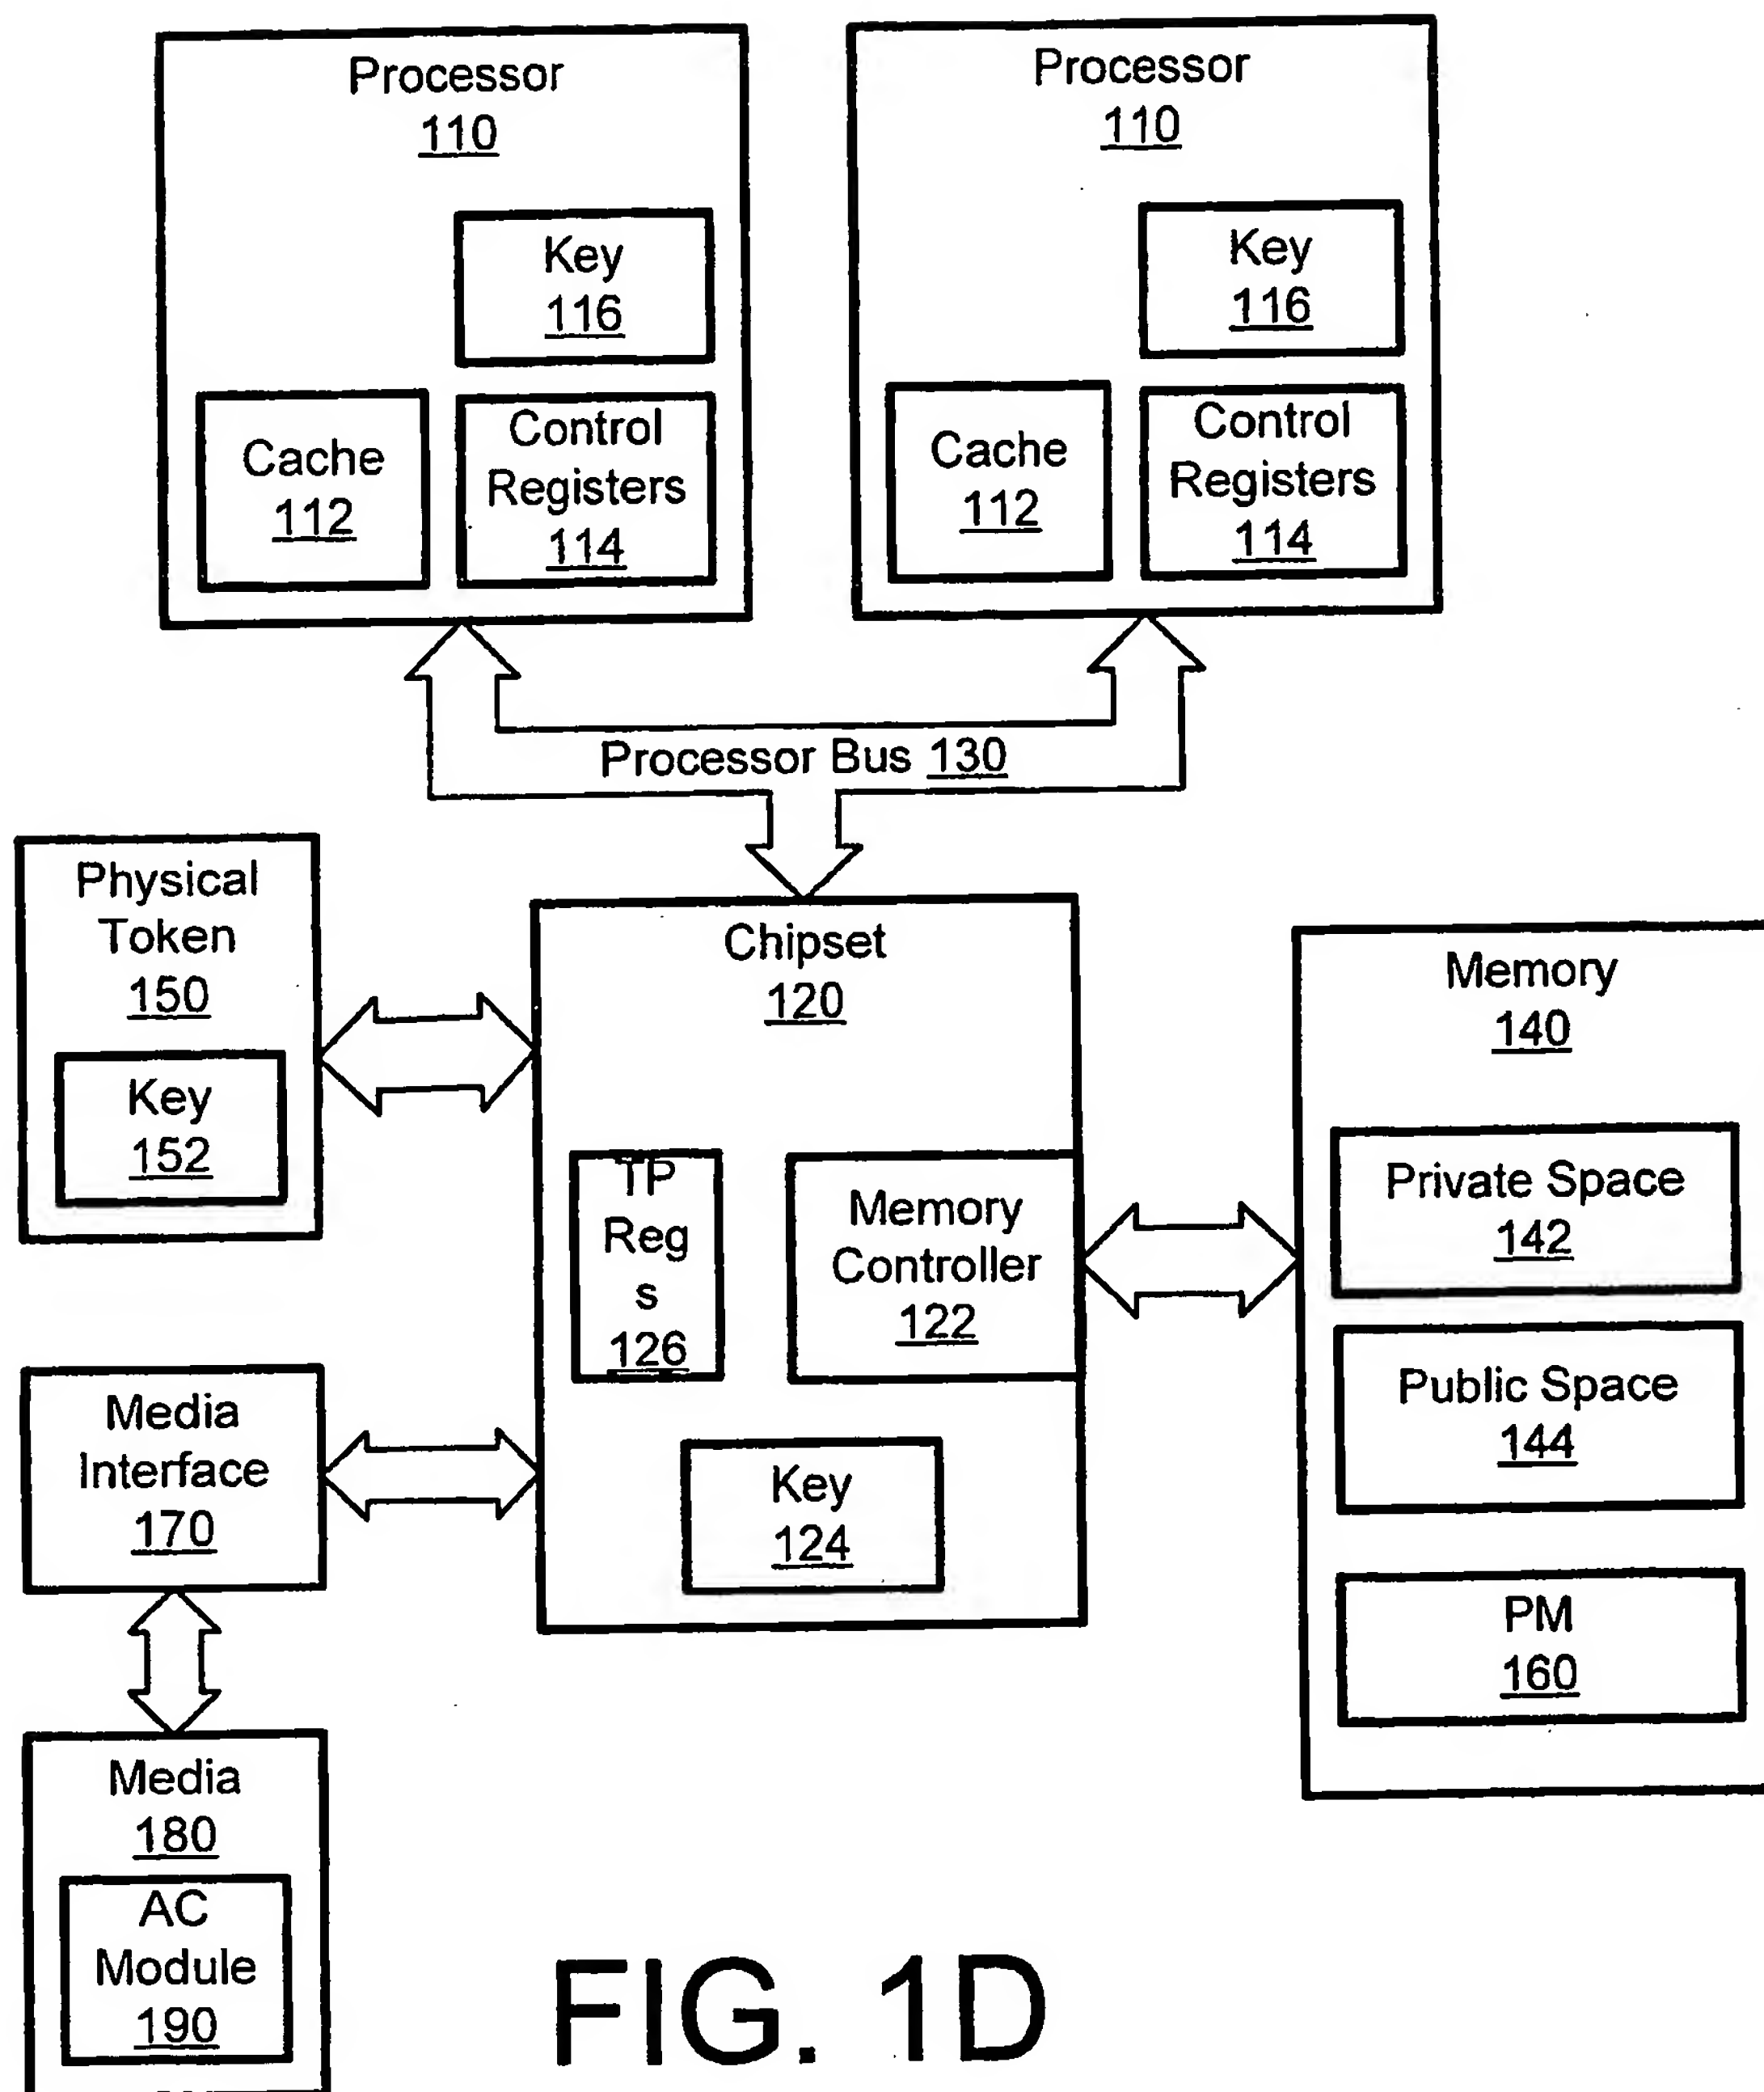 Processor
110
Key
116
Cache
112
Control
Registers
114
Processor
110
Key
116
Cache
112
Control
Registers
114
Processor Bus 130
Physical
Token
150
Key
152
Chipset
120
TP
Reg
s
126
Memory
Controller
122
Key
124
Memory
140
Private Space
142
Public Space
144
PM
160
Media
Interface
170
Media
180
AC
Module
190
FIG. 1D